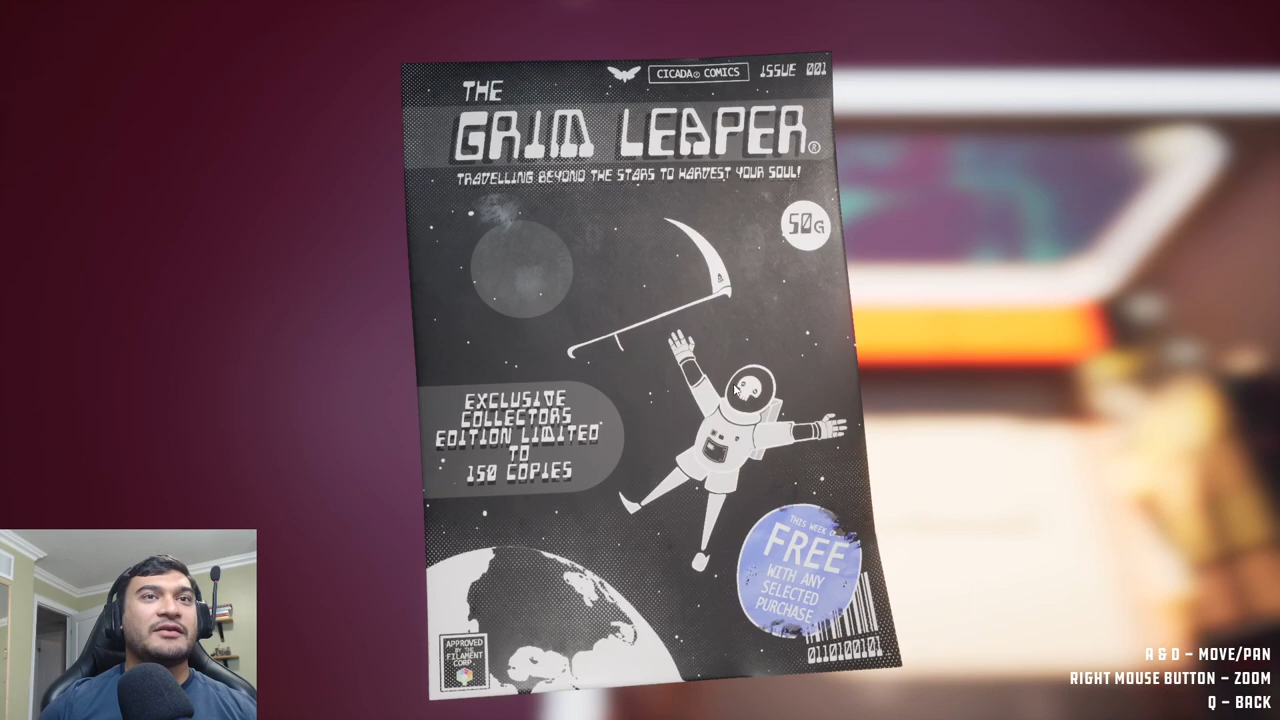 CICADA® COMICS
ISSUE 001
THE
GRIM LEAPER®
TRAVELLING BEYOND THE STARS TO HARVEST YOUR SOUL!
50G
EXCLUSIVE
COLLECTORS
EDITION LIMITED
TO
150 COPIES
THIS WEEK
FREE
WITH ANY
SELECTED
PURCHASE
APPROVED
BY THE
FILAMENT
CORP.
0110100101
A & D - MOVE/PAN
RIGHT MOUSE BUTTON - ZOOM
Q - BACK